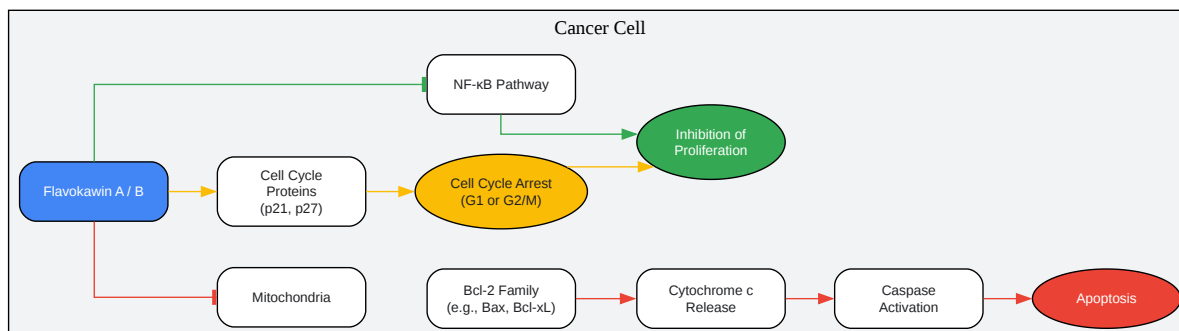 Cancer Cell
NF-κB Pathway
Inhibition of
Proliferation
Flavokawin A / B
Cell Cycle
Proteins
(p21, p27)
Cell Cycle Arrest
(G1 or G2/M)
Mitochondria
Bcl-2 Family
(e.g., Bax, Bcl-xL)
Cytochrome c
Release
Caspase
Activation
Apoptosis